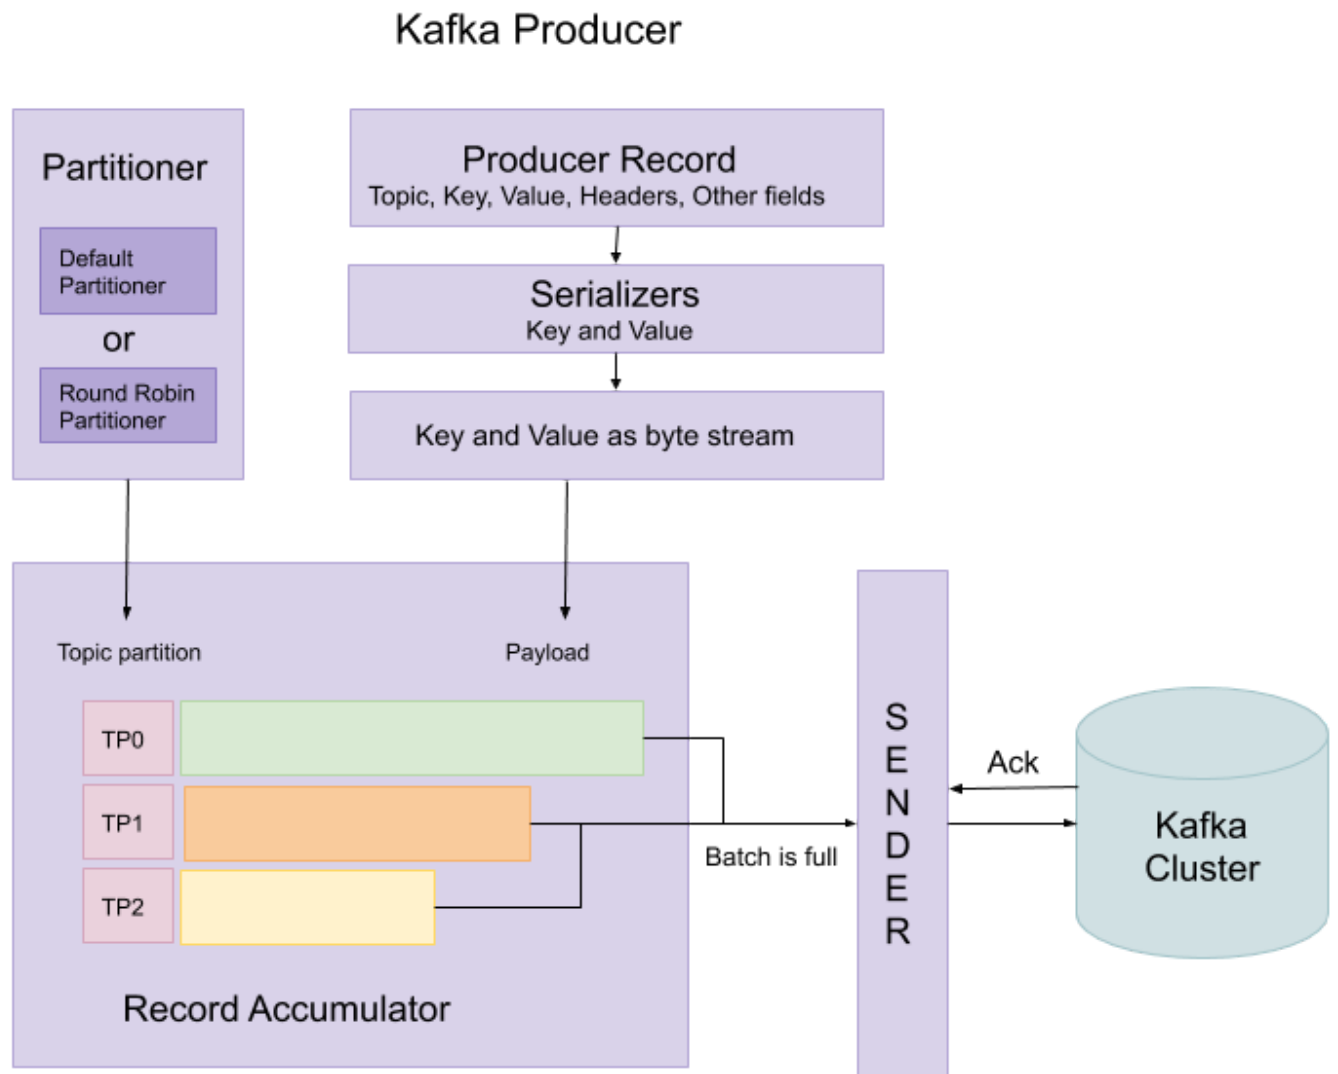 Kafka Producer
Partitioner
Default
Partitioner
or
Round Robin
Partitioner
Producer Record
Topic, Key, Value, Headers, Other fields
Serializers
Key and Value
Key and Value as byte stream
Topic partition
Payload
TP0
TP1
TP2
Record Accumulator
Batch is full
S
E
N
D
E
R
Ack
Kafka
Cluster